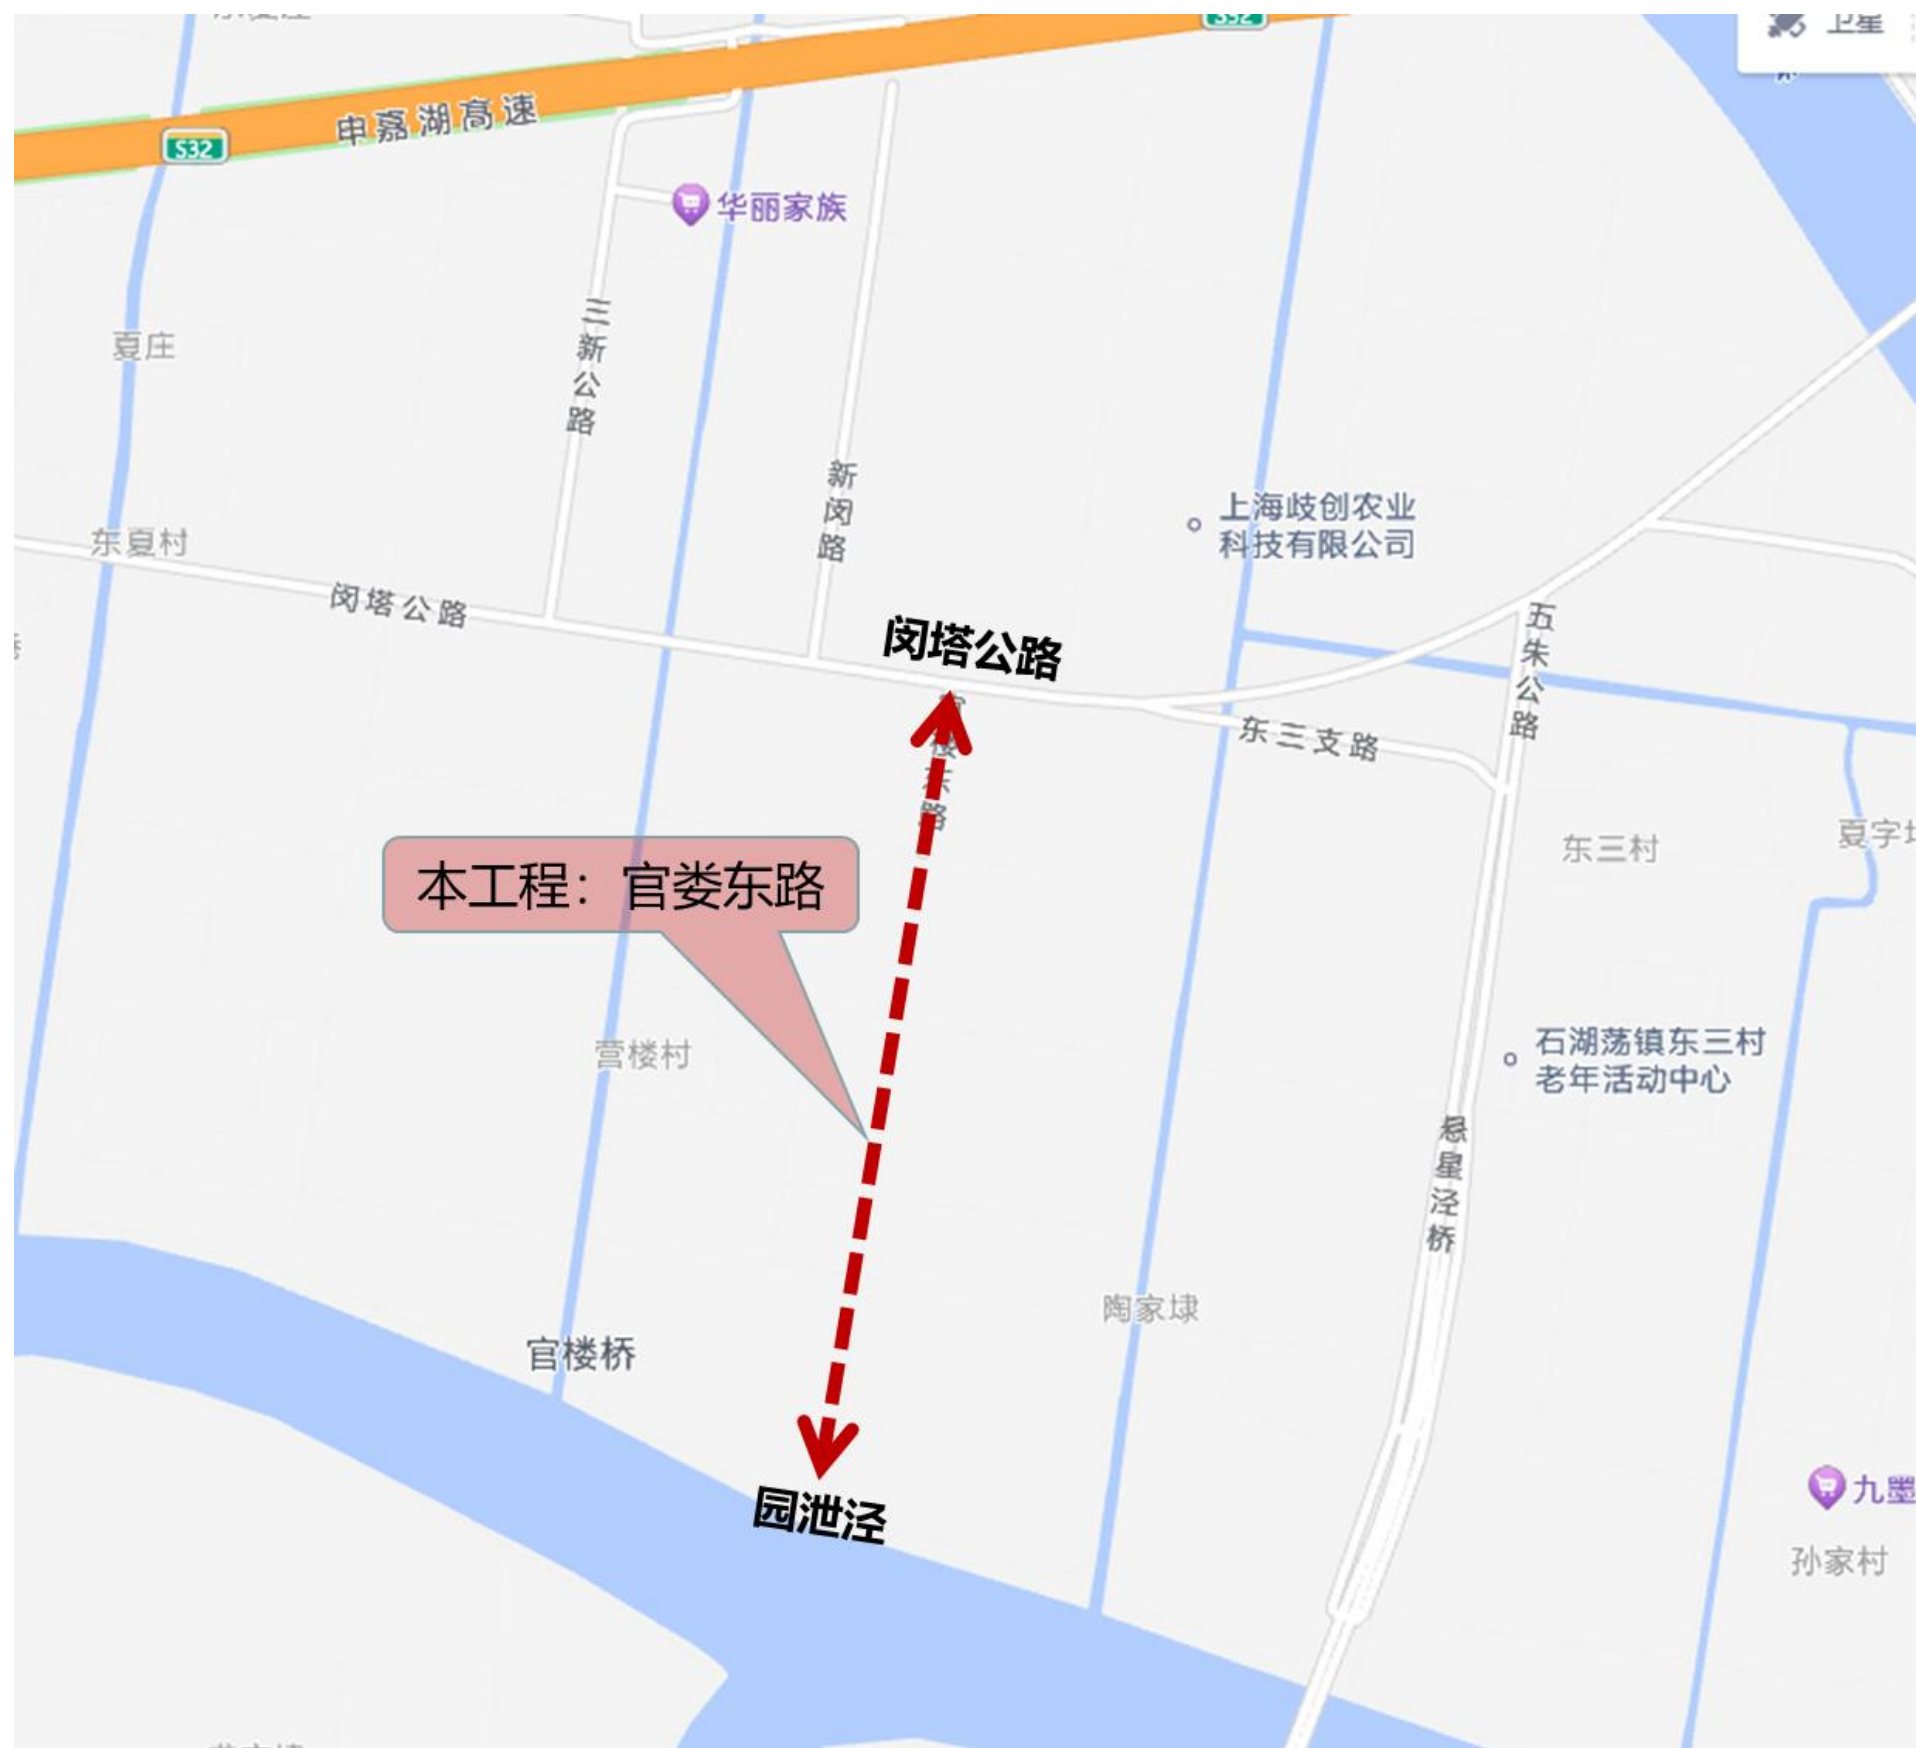 S32
卫星
S32
申嘉湖高速
华丽家族
三新公路
夏庄
新闵路
上海歧创农业
科技有限公司
东夏村
闵塔公路
闵塔公路
五朱公路
东三支路
东三村
本工程：官娄东路
营楼村
石湖荡镇东三村
老年活动中心
悬星泾桥
陶家埭
官楼桥
园泄泾
九墨
孙家村